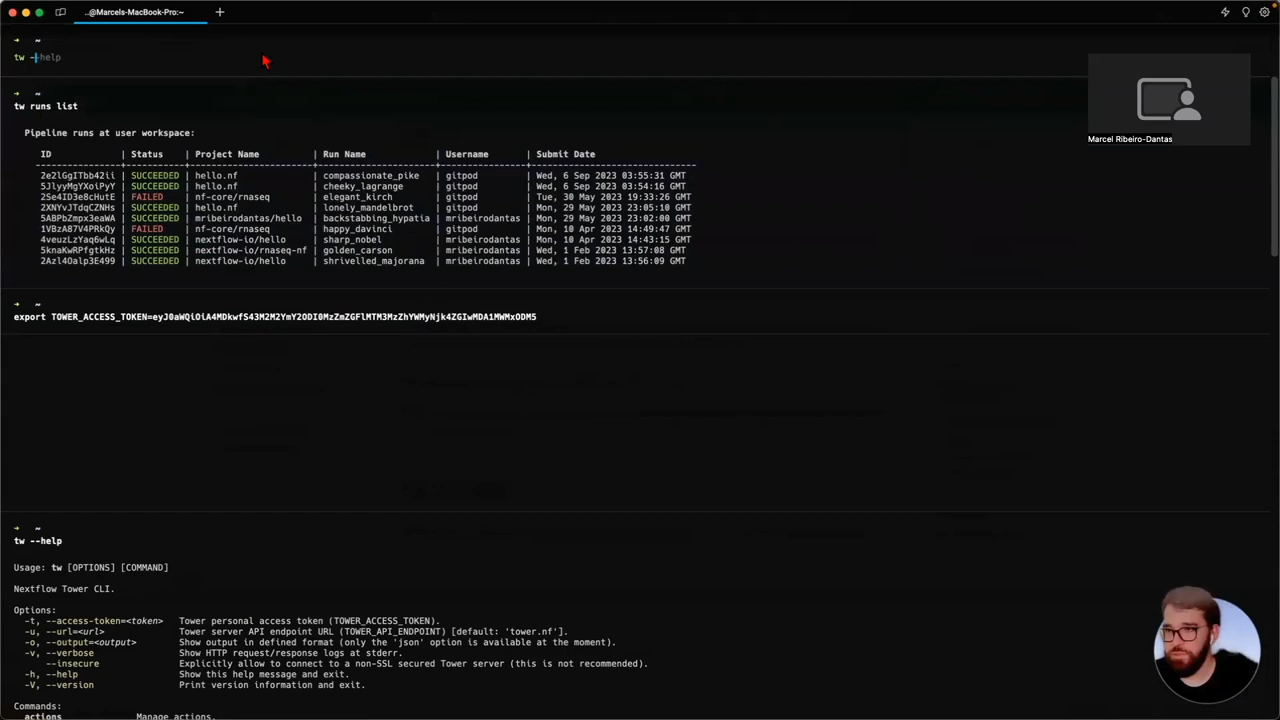 ..@Marcels-MacBook-Pro:~
➜ ~
tw --help
➜ ~
tw runs list
Pipeline runs at user workspace:
ID | Status | Project Name | Run Name | Username | Submit Date
2e2lGgITbb42ii | SUCCEEDED | hello.nf | compassionate_pike | gitpod | Wed, 6 Sep 2023 03:55:31 GMT
5JlyyMgYXoiPyY | SUCCEEDED | hello.nf | cheeky_lagrange | gitpod | Wed, 6 Sep 2023 03:54:16 GMT
2Se4ID3e8cHutE | FAILED | nf-core/rnaseq | elegant_kirch | gitpod | Tue, 30 May 2023 19:33:26 GMT
2XNYvJTdqCZNHs | SUCCEEDED | hello.nf | lonely_mandelbrot | gitpod | Mon, 29 May 2023 23:05:10 GMT
5ABPbZmpx3eaWA | SUCCEEDED | mribeirodantas/hello | backstabbing_hypatia | mribeirodantas | Mon, 29 May 2023 23:02:00 GMT
1VBzA87V4PRkQy | FAILED | nf-core/rnaseq | happy_davinci | gitpod | Mon, 10 Apr 2023 14:49:47 GMT
4veuzLzYaq6wLq | SUCCEEDED | nextflow-io/hello | sharp_nobel | mribeirodantas | Mon, 10 Apr 2023 14:43:15 GMT
5knaKwRPfgtkHz | SUCCEEDED | nextflow-io/rnaseq-nf | golden_carson | mribeirodantas | Wed, 1 Feb 2023 13:57:08 GMT
2Azl4Oalp3E499 | SUCCEEDED | nextflow-io/hello | shrivelled_majorana | mribeirodantas | Wed, 1 Feb 2023 13:56:09 GMT
➜ ~
export TOWER_ACCESS_TOKEN=eyJ0aWQiOiA4MDkwfS43M2M2YmY2ODI0MzZmZGFlMTM3MzZhYWMyNjk4ZGIwMDA1MWMxODM5
➜ ~
tw --help
Usage: tw [OPTIONS] [COMMAND]
Nextflow Tower CLI.
Options:
-t, --access-token=<token> Tower personal access token (TOWER_ACCESS_TOKEN).
-u, --url=<url> Tower server API endpoint URL (TOWER_API_ENDPOINT) [default: 'tower.nf'].
-o, --output=<output> Show output in defined format (only the 'json' option is available at the moment).
-v, --verbose Show HTTP request/response logs at stderr.
--insecure Explicitly allow to connect to a non-SSL secured Tower server (this is not recommended).
-h, --help Show this help message and exit.
-V, --version Print version information and exit.
Commands:
actions Manage actions.
Marcel Ribeiro-Dantas